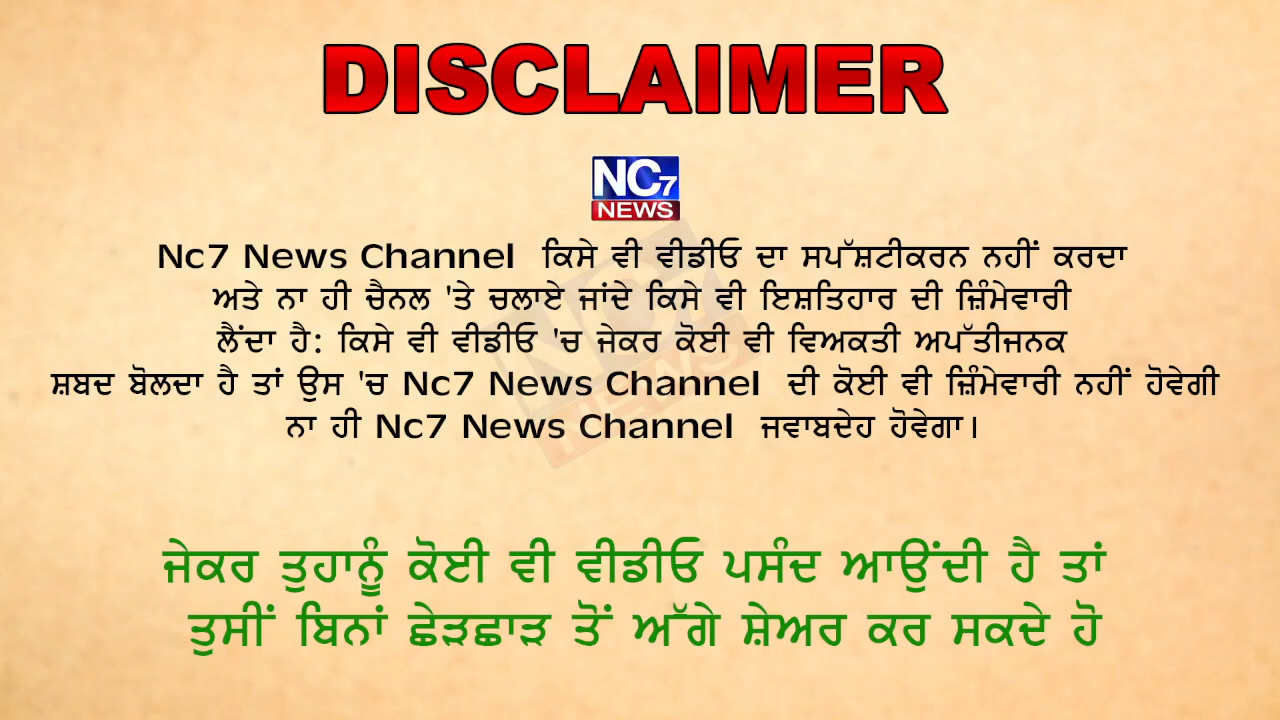 DISCLAIMER
NC7
NEWS
Nc7 News Channel ਕਿਸੇ ਵੀ ਵੀਡੀਓ ਦਾ ਸਪੱਸ਼ਟੀਕਰਨ ਨਹੀਂ ਕਰਦਾ
ਅਤੇ ਨਾ ਹੀ ਚੈਨਲ 'ਤੇ ਚਲਾਏ ਜਾਂਦੇ ਕਿਸੇ ਵੀ ਇਸ਼ਤਿਹਾਰ ਦੀ ਜ਼ਿੰਮੇਵਾਰੀ
ਲੈਂਦਾ ਹੈ: ਕਿਸੇ ਵੀ ਵੀਡੀਓ 'ਚ ਜੇਕਰ ਕੋਈ ਵੀ ਵਿਅਕਤੀ ਅਪੱਤੀਜਨਕ
ਸ਼ਬਦ ਬੋਲਦਾ ਹੈ ਤਾਂ ਉਸ 'ਚ Nc7 News Channel ਦੀ ਕੋਈ ਵੀ ਜ਼ਿੰਮੇਵਾਰੀ ਨਹੀਂ ਹੋਵੇਗੀ
ਨਾ ਹੀ Nc7 News Channel ਜਵਾਬਦੇਹ ਹੋਵੇਗਾ।
ਜੇਕਰ ਤੁਹਾਨੂੰ ਕੋਈ ਵੀ ਵੀਡੀਓ ਪਸੰਦ ਆਉਂਦੀ ਹੈ ਤਾਂ
ਤੁਸੀਂ ਬਿਨਾਂ ਛੇੜਛਾੜ ਤੋਂ ਅੱਗੇ ਸ਼ੇਅਰ ਕਰ ਸਕਦੇ ਹੋ